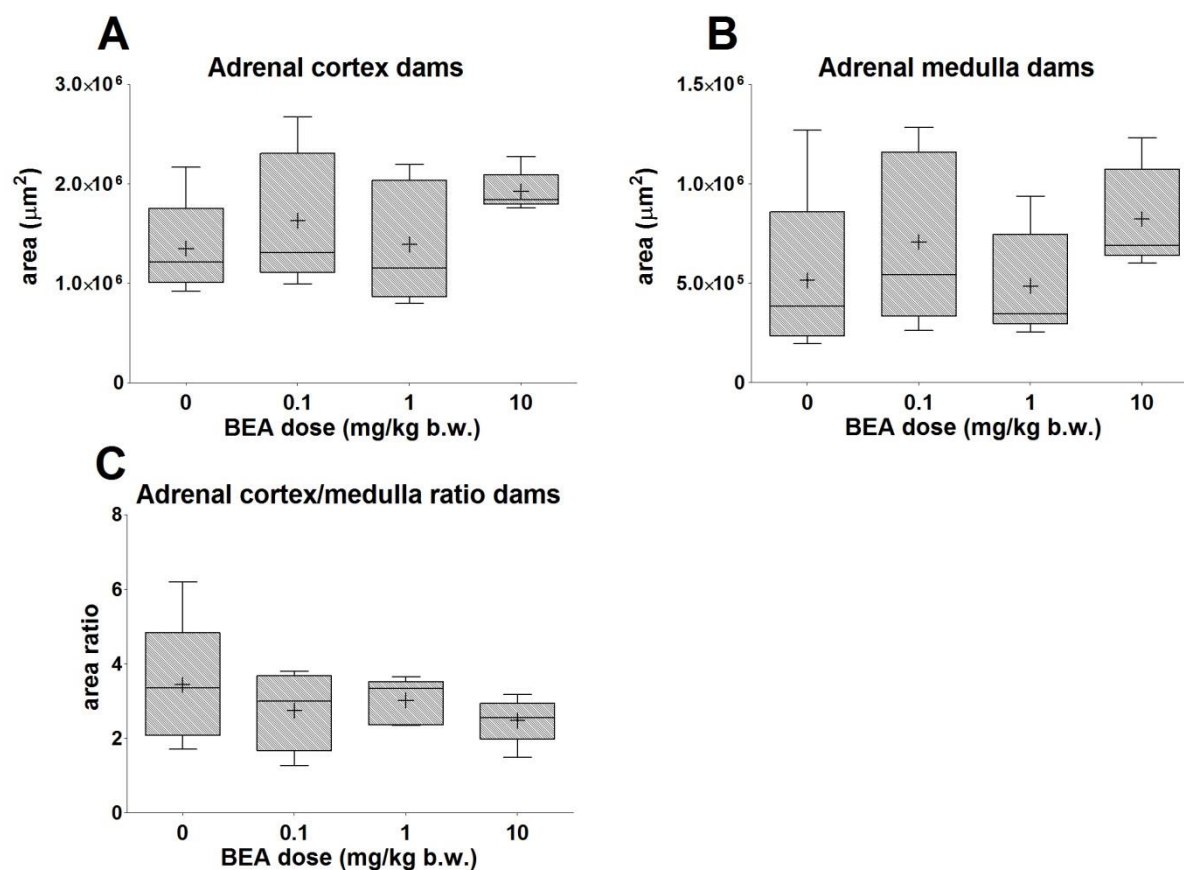 A
Adrenal cortex dams
3.0×10⁶
2.0×10⁶
1.0×10⁶
0
area (μm²)
0 0.1 1 10
BEA dose (mg/kg b.w.)
B
Adrenal medulla dams
1.5×10⁶
1.0×10⁶
5.0×10⁵
0
area (μm²)
0 0.1 1 10
BEA dose (mg/kg b.w.)
C
Adrenal cortex/medulla ratio dams
8
6
4
2
0
area ratio
0 0.1 1 10
BEA dose (mg/kg b.w.)